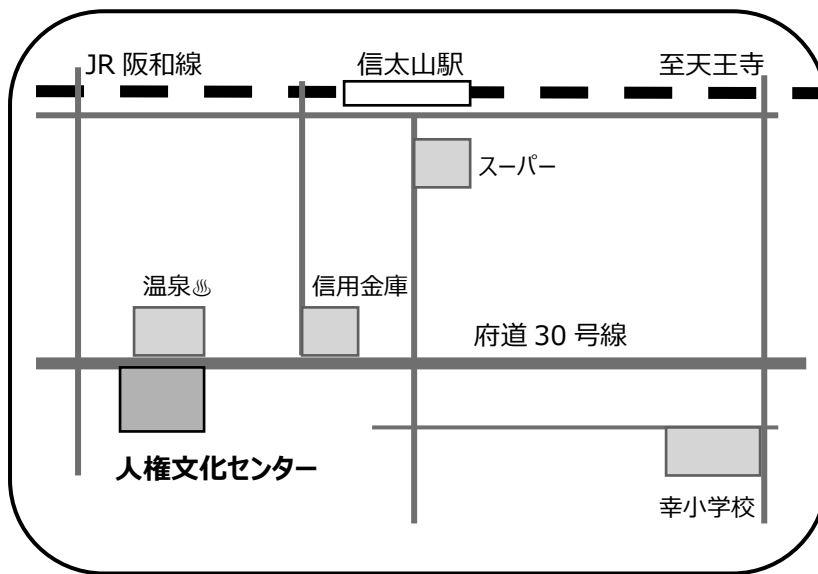 JR 阪和線
信太山駅
至天王寺
スーパー
温泉♨
信用金庫
府道 30 号線
人権文化センター
幸小学校